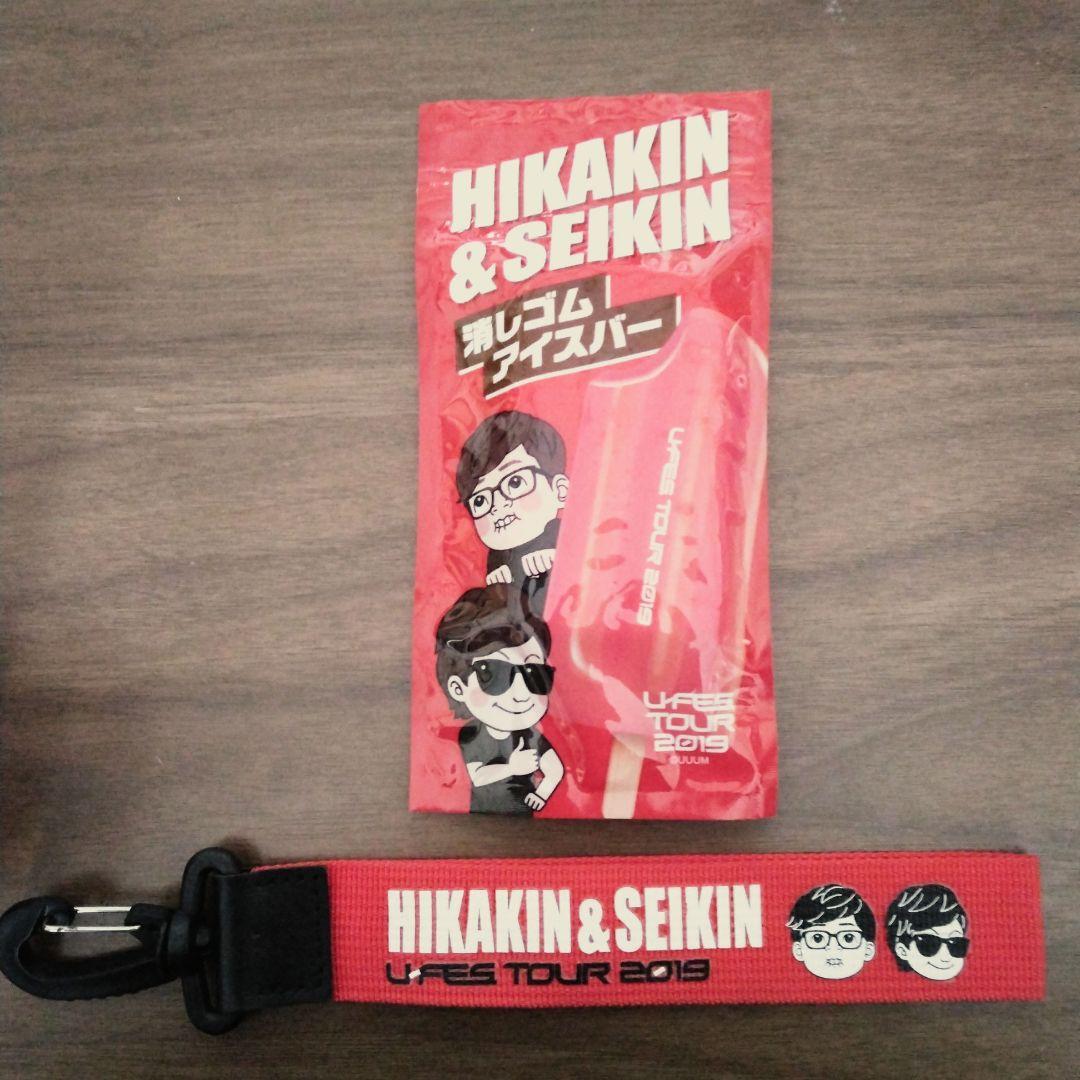 HIKAKIN
& SEIKIN
消しゴム
アイスバー
U-FES TOUR 2019
U-FES
TOUR
2019
©UUUM
HIKAKIN & SEIKIN
U-FES TOUR 2019